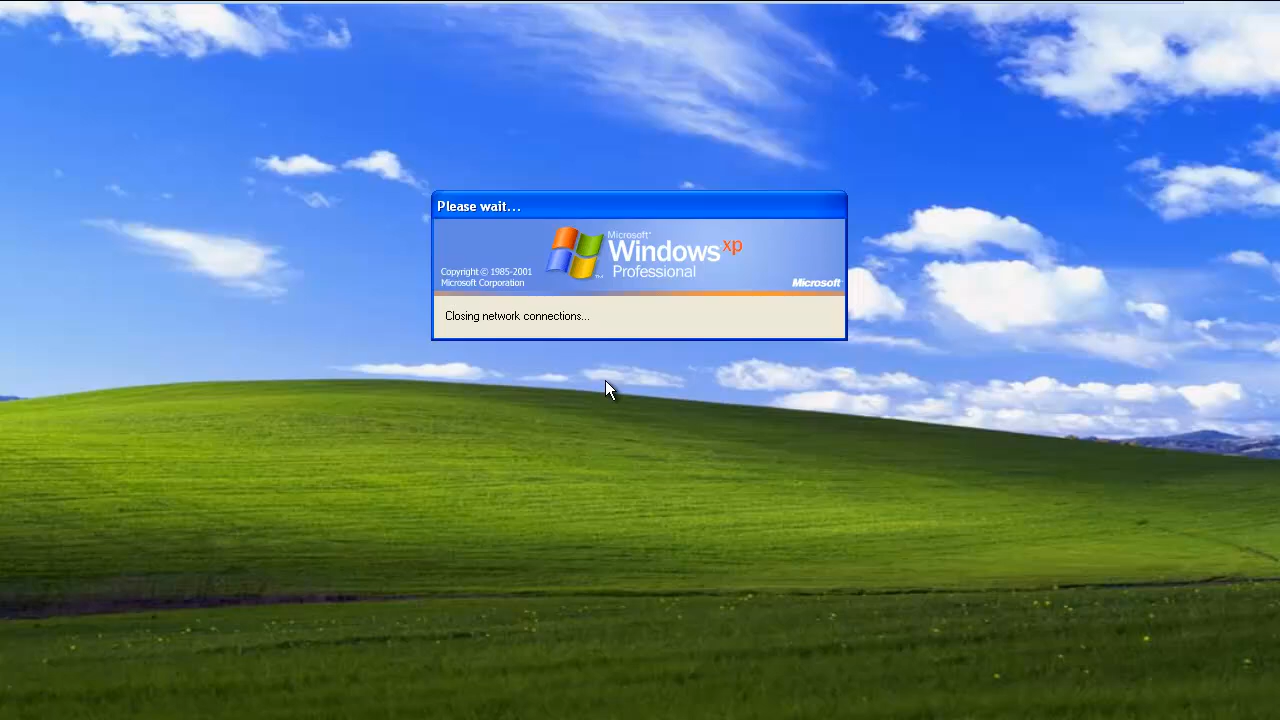 Please wait...
Microsoft®
Windows xp
Professional
Copyright © 1985-2001
Microsoft Corporation
Microsoft
Closing network connections...